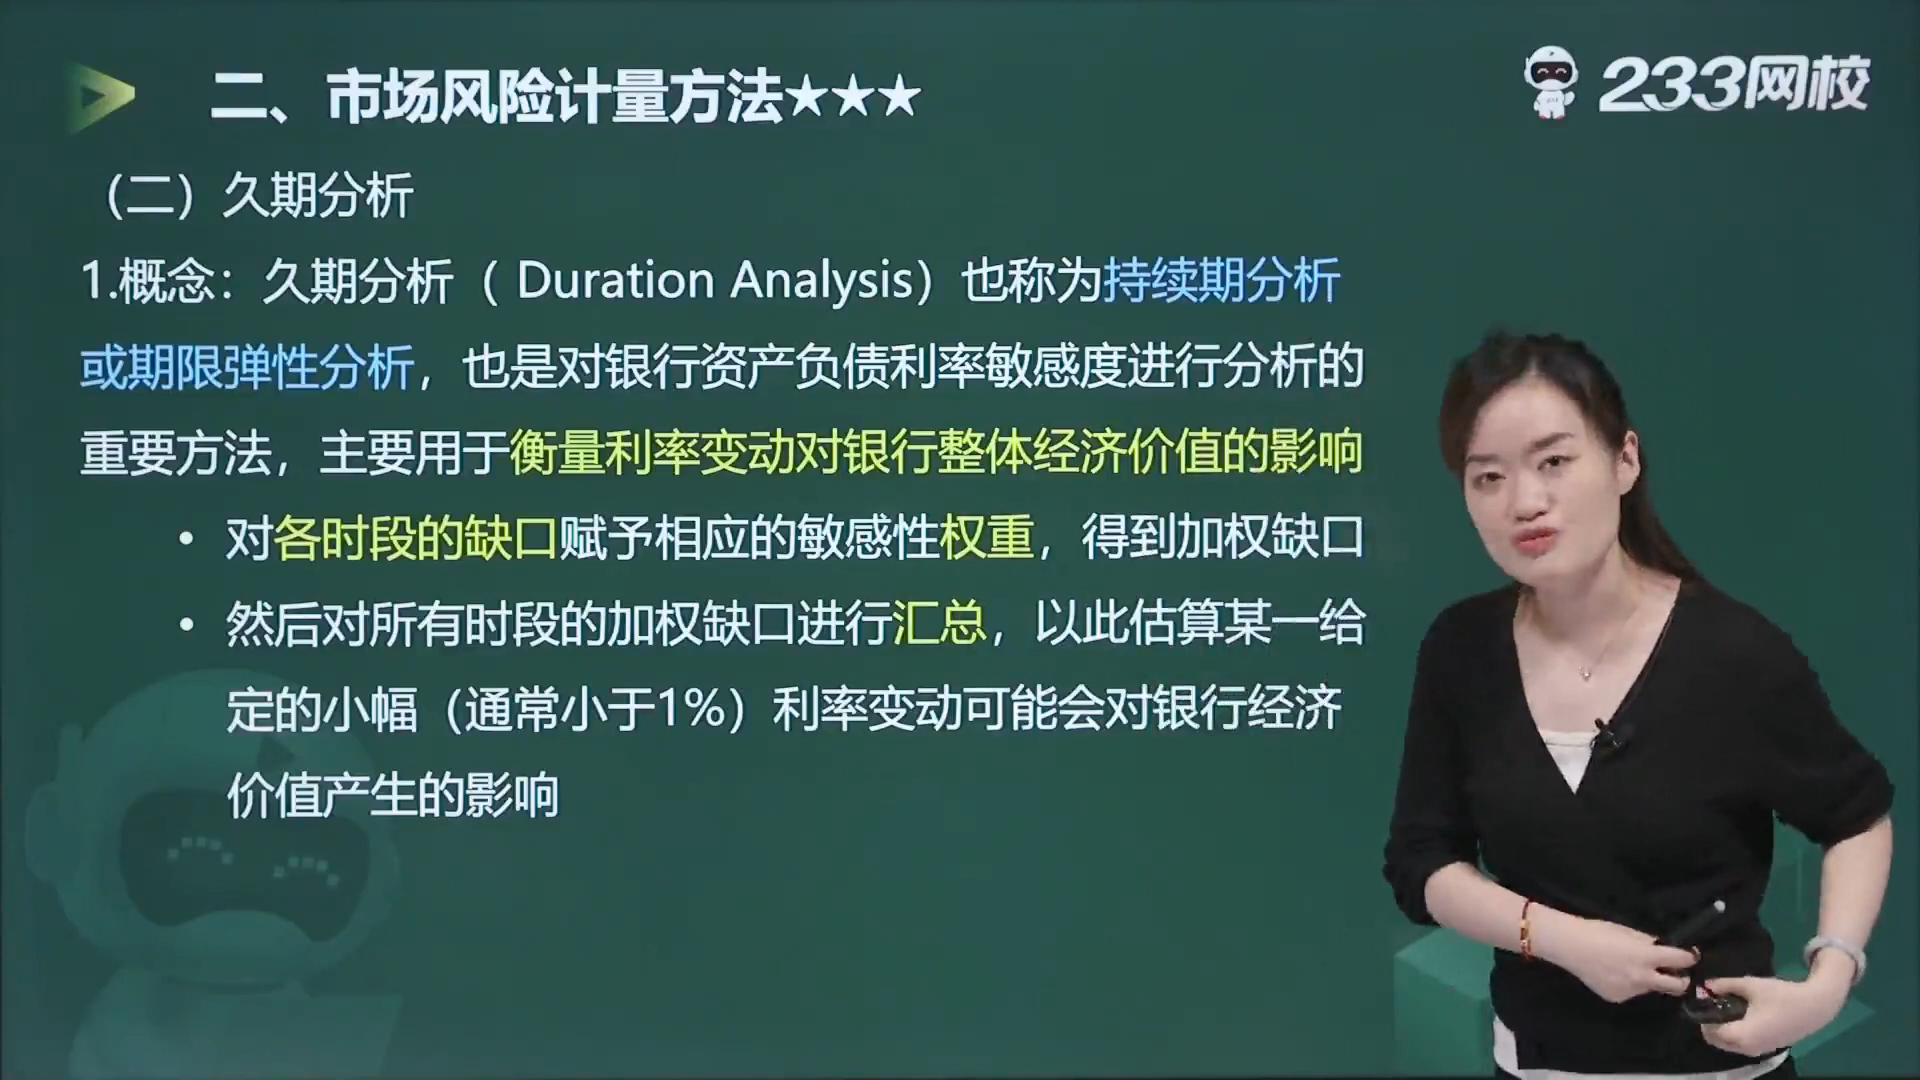 二、市场风险计量方法★★★
233网校
（二）久期分析
1.概念：久期分析（ Duration Analysis）也称为持续期分析
或期限弹性分析，也是对银行资产负债利率敏感度进行分析的
重要方法，主要用于衡量利率变动对银行整体经济价值的影响
• 对各时段的缺口赋予相应的敏感性权重，得到加权缺口
• 然后对所有时段的加权缺口进行汇总，以此估算某一给
定的小幅（通常小于1%）利率变动可能会对银行经济
价值产生的影响